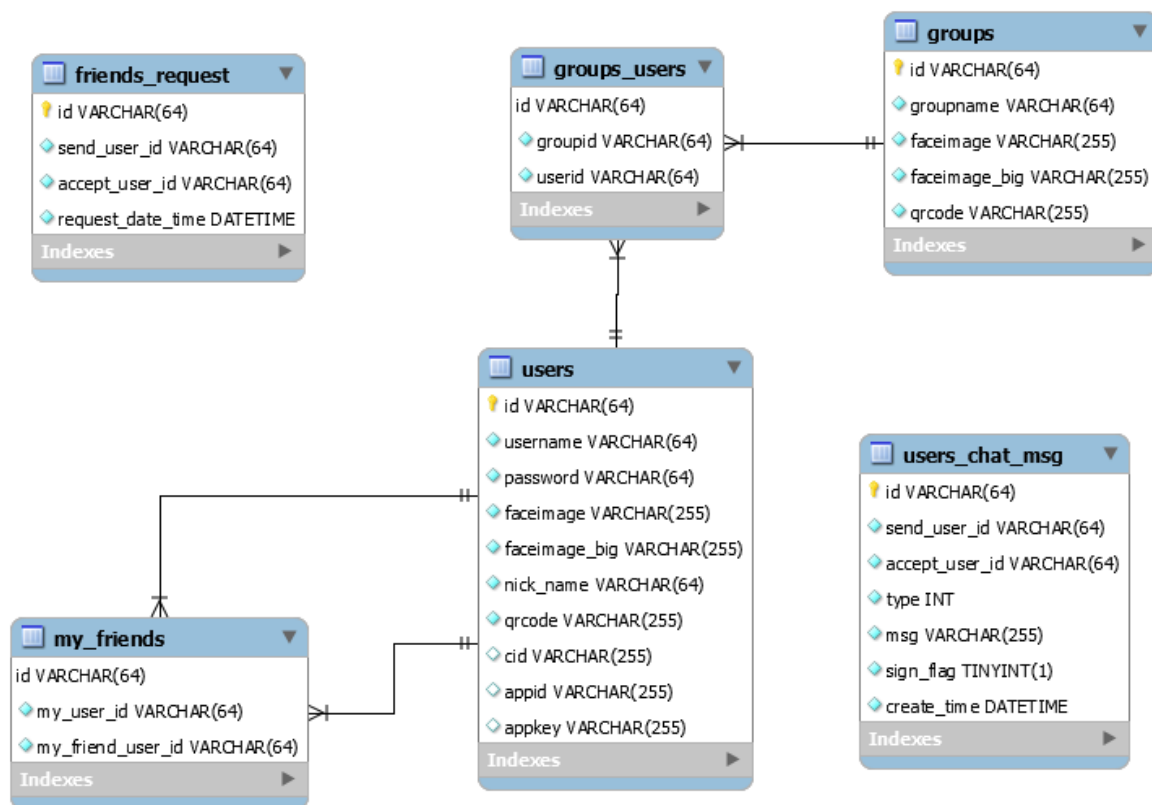 friends_request
id VARCHAR(64)
send_user_id VARCHAR(64)
accept_user_id VARCHAR(64)
request_date_time DATETIME
Indexes
groups_users
id VARCHAR(64)
groupid VARCHAR(64)
userid VARCHAR(64)
Indexes
groups
id VARCHAR(64)
groupname VARCHAR(64)
faceimage VARCHAR(255)
faceimage_big VARCHAR(255)
qrcode VARCHAR(255)
Indexes
users
id VARCHAR(64)
username VARCHAR(64)
password VARCHAR(64)
faceimage VARCHAR(255)
faceimage_big VARCHAR(255)
nick_name VARCHAR(64)
qrcode VARCHAR(255)
cid VARCHAR(255)
appid VARCHAR(255)
appkey VARCHAR(255)
Indexes
users_chat_msg
id VARCHAR(64)
send_user_id VARCHAR(64)
accept_user_id VARCHAR(64)
type INT
msg VARCHAR(255)
sign_flag TINYINT(1)
create_time DATETIME
Indexes
my_friends
id VARCHAR(64)
my_user_id VARCHAR(64)
my_friend_user_id VARCHAR(64)
Indexes